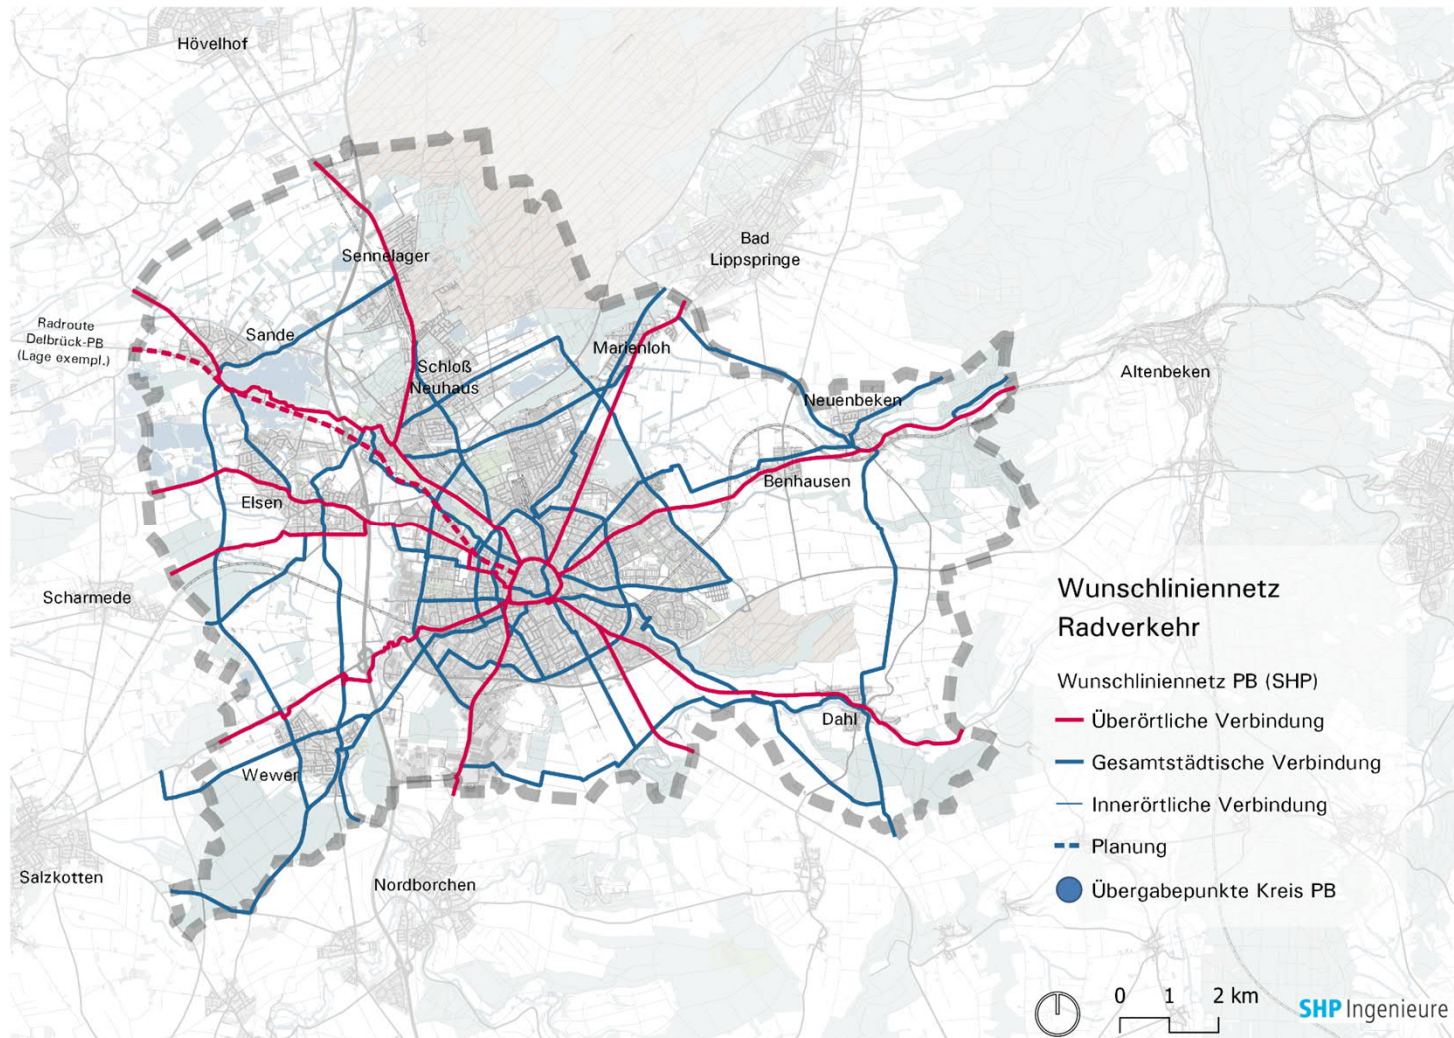 Hövelhof
Sennelager
Bad
Lippspringe
Radroute
Delbrück-PB
(Lage exempl.)
Sande
Schloß
Neuhaus
Marienloh
Altenbeken
Neuenbeken
Benhausen
Elsen
Scharmede
Dahl
Wewer
Salzkotten
Nordborchen
Wunschliniennetz
Radverkehr
Wunschliniennetz PB (SHP)
Überörtliche Verbindung
Gesamtstädtische Verbindung
Innerörtliche Verbindung
Planung
Übergabepunkte Kreis PB
0 1 2 km
SHP Ingenieure